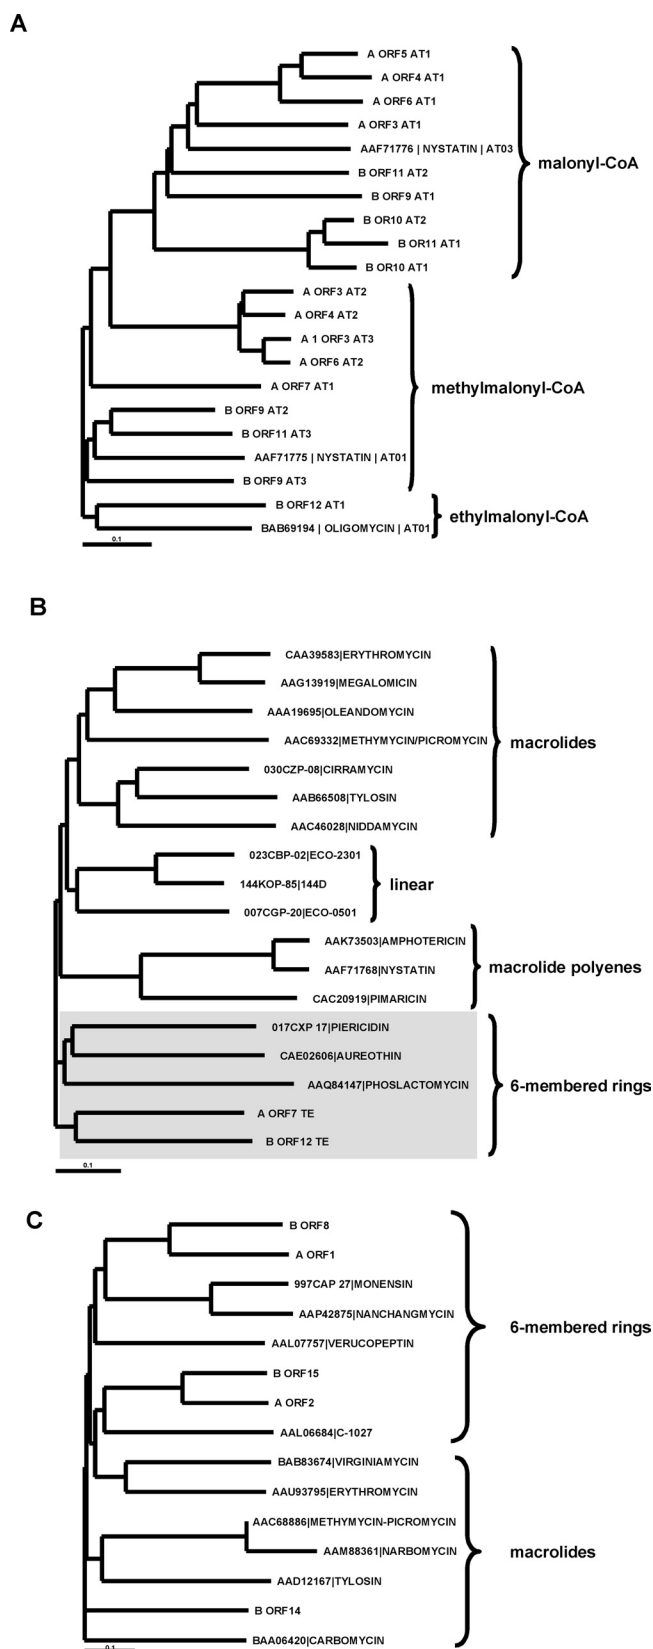 A
A ORF5 AT1
A ORF4 AT1
A ORF6 AT1
A ORF3 AT1
AAF71776 | NYSTATIN | AT03
B ORF11 AT2
B ORF9 AT1
B OR10 AT2
B OR11 AT1
B OR10 AT1
malonyl-CoA
A ORF3 AT2
A ORF4 AT2
A 1 ORF3 AT3
A ORF6 AT2
A ORF7 AT1
B ORF9 AT2
B ORF11 AT3
AAF71775 | NYSTATIN | AT01
B ORF9 AT3
methylmalonyl-CoA
B ORF12 AT1
BAB69194 | OLIGOMYCIN | AT01
ethylmalonyl-CoA
0.1
B
CAA39583|ERYTHROMYCIN
AAG13919|MEGALOMICIN
AAA19695|OLEANDOMYCIN
AAC69332|METHYMYCIN/PICROMYCIN
030CZP-08|CIRRAMYCIN
AAB66508|TYLOSIN
AAC46028|NIDDAMYCIN
macrolides
023CBP-02|ECO-2301
144KOP-85|144D
007CGP-20|ECO-0501
linear
AAK73503|AMPHOTERICIN
AAF71768|NYSTATIN
CAC20919|PIMARICIN
macrolide polyenes
017CXP 17|PIERICIDIN
CAE02606|AUREOTHIN
AAQ84147|PHOSLACTOMYCIN
A ORF7 TE
B ORF12 TE
6-membered rings
0.1
C
B ORF8
A ORF1
997CAP 27|MONENSIN
AAP42875|NANCHANGMYCIN
AAL07757|VERUCOPEPTIN
B ORF15
A ORF2
AAL06684|C-1027
6-membered rings
BAB83674|VIRGINIAMYCIN
AAU93795|ERYTHROMYCIN
AAC68886|METHYMYCIN-PICROMYCIN
AAM88361|NARBOMYCIN
AAD12167|TYLOSIN
B ORF14
BAA06420|CARBOMYCIN
macrolides
0.1